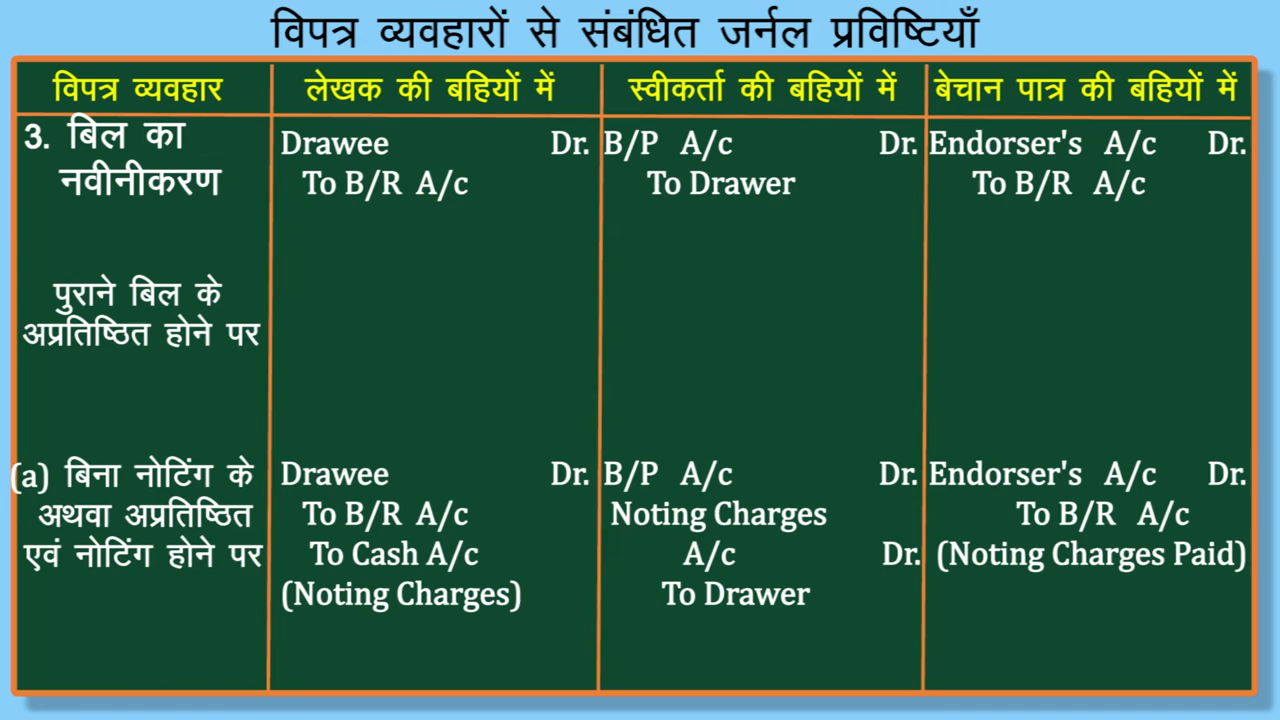 विपत्र व्यवहारों से संबंधित जर्नल प्रविष्टियाँ
विपत्र व्यवहार
लेखक की बहियों में
स्वीकर्ता की बहियों में
बेचान पात्र की बहियों में
3. बिल का
नवीनीकरण
Drawee Dr.
To B/R A/c
B/P A/c Dr.
To Drawer
Endorser's A/c Dr.
To B/R A/c
पुराने बिल के
अप्रतिष्ठित होने पर
(a) बिना नोटिंग के
अथवा अप्रतिष्ठित
एवं नोटिंग होने पर
Drawee Dr.
To B/R A/c
To Cash A/c
(Noting Charges)
B/P A/c Dr.
Noting Charges
A/c Dr.
To Drawer
Endorser's A/c Dr.
To B/R A/c
(Noting Charges Paid)